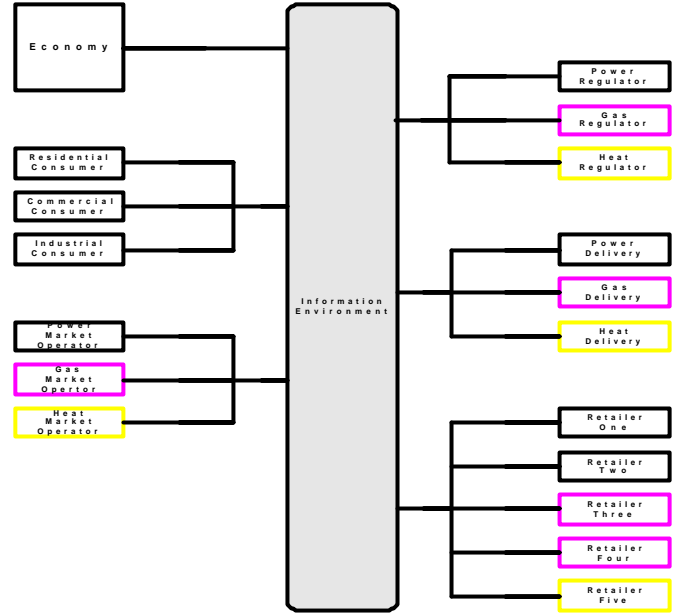 Economy
Residential
Consumer
Commercial
Consumer
Industrial
Consumer
Power
Market
Operator
Gas
Market
Opertor
Heat
Market
Operator
Information
Environment
Power
Regulator
Gas
Regulator
Heat
Regulator
Power
Delivery
Gas
Delivery
Heat
Delivery
Retailer
One
Retailer
Two
Retailer
Three
Retailer
Four
Retailer
Five